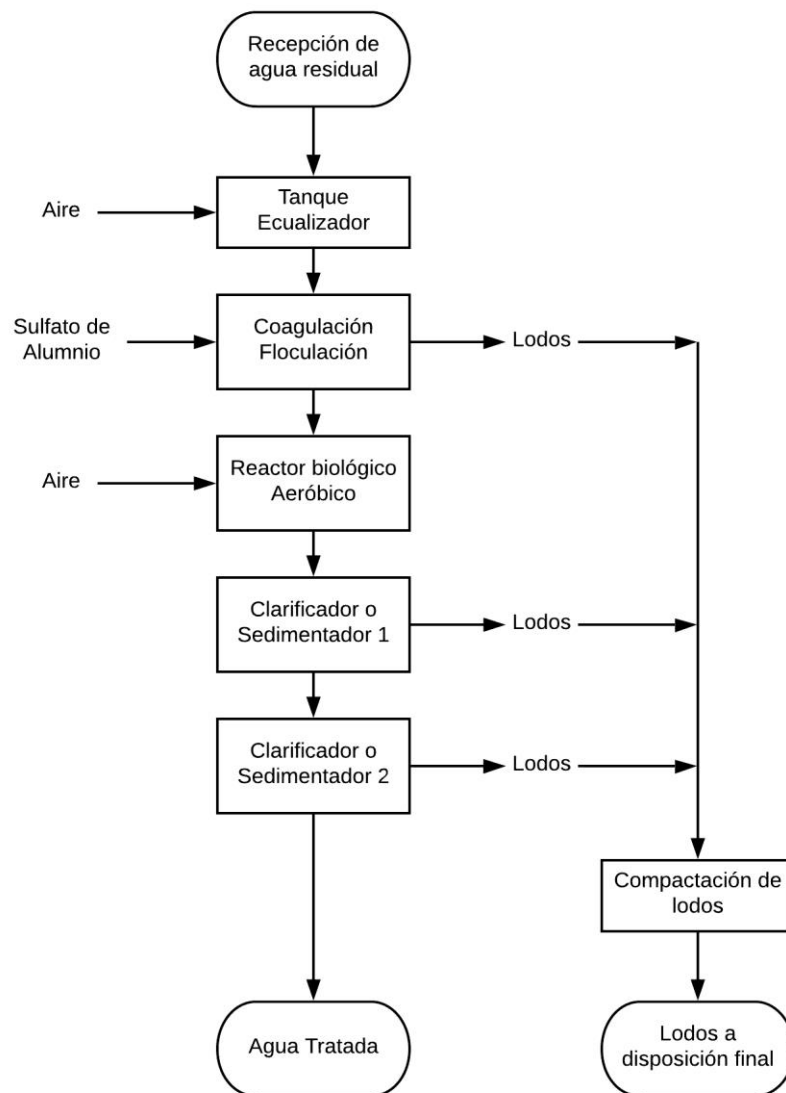 Recepción de
agua residual
Aire
Tanque
Ecualizador
Sulfato de
Alumnio
Coagulación
Floculación
Lodos
Aire
Reactor biológico
Aeróbico
Clarificador o
Sedimentador 1
Lodos
Clarificador o
Sedimentador 2
Lodos
Compactación de
lodos
Agua Tratada
Lodos a
disposición final